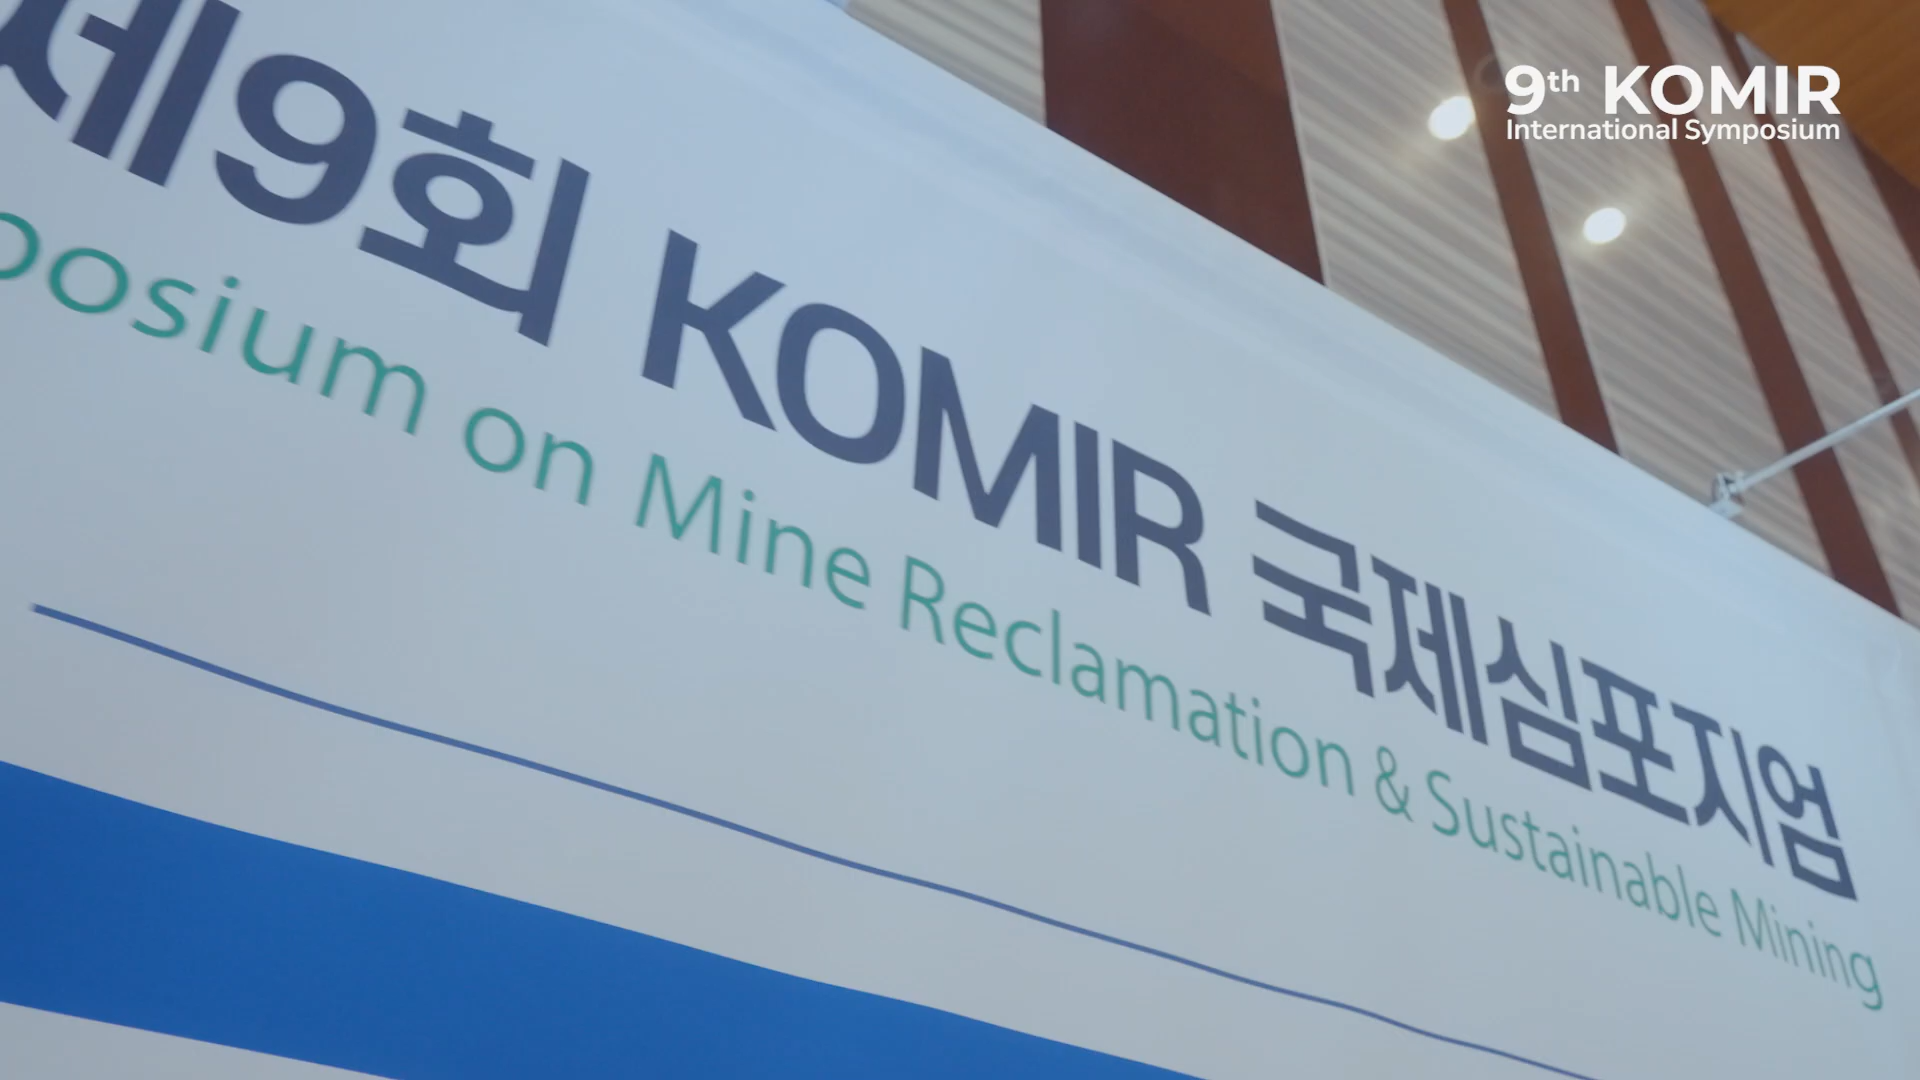 제9회 KOMIR 국제심포지엄
posium on Mine Reclamation & Sustainable Mining
9th KOMIR
International Symposium